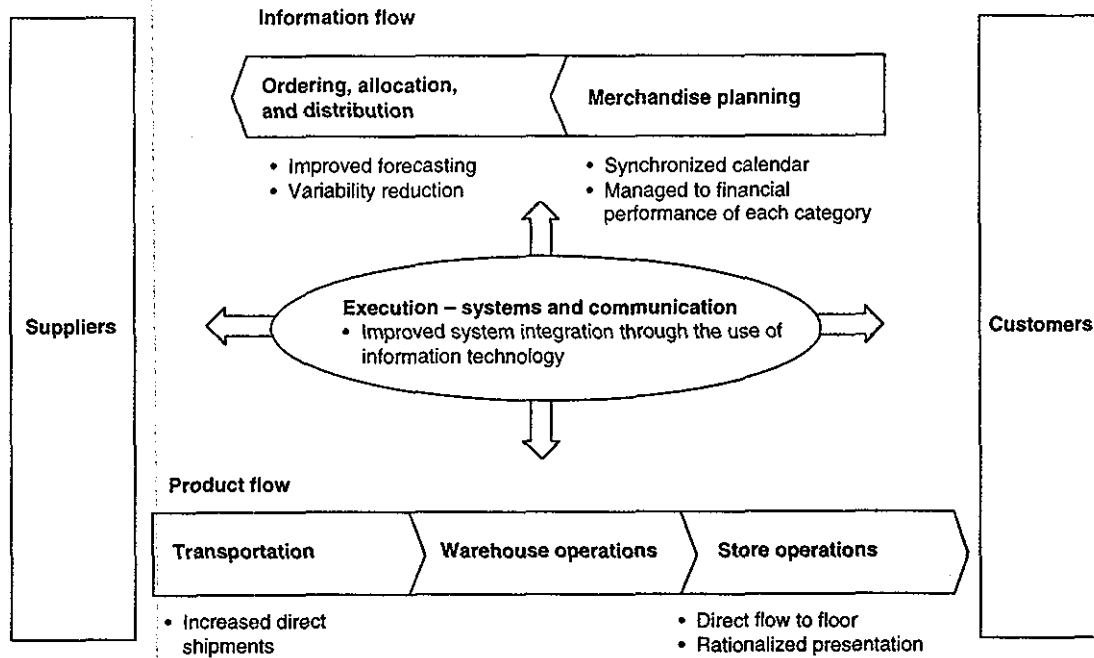 Information flow
Ordering, allocation,
and distribution
Merchandise planning
• Improved forecasting
• Variability reduction
• Synchronized calendar
• Managed to financial
performance of each category
Suppliers
Execution – systems and communication
• Improved system integration through the use of
information technology
Customers
Product flow
Transportation
Warehouse operations
Store operations
• Increased direct
shipments
• Direct flow to floor
• Rationalized presentation